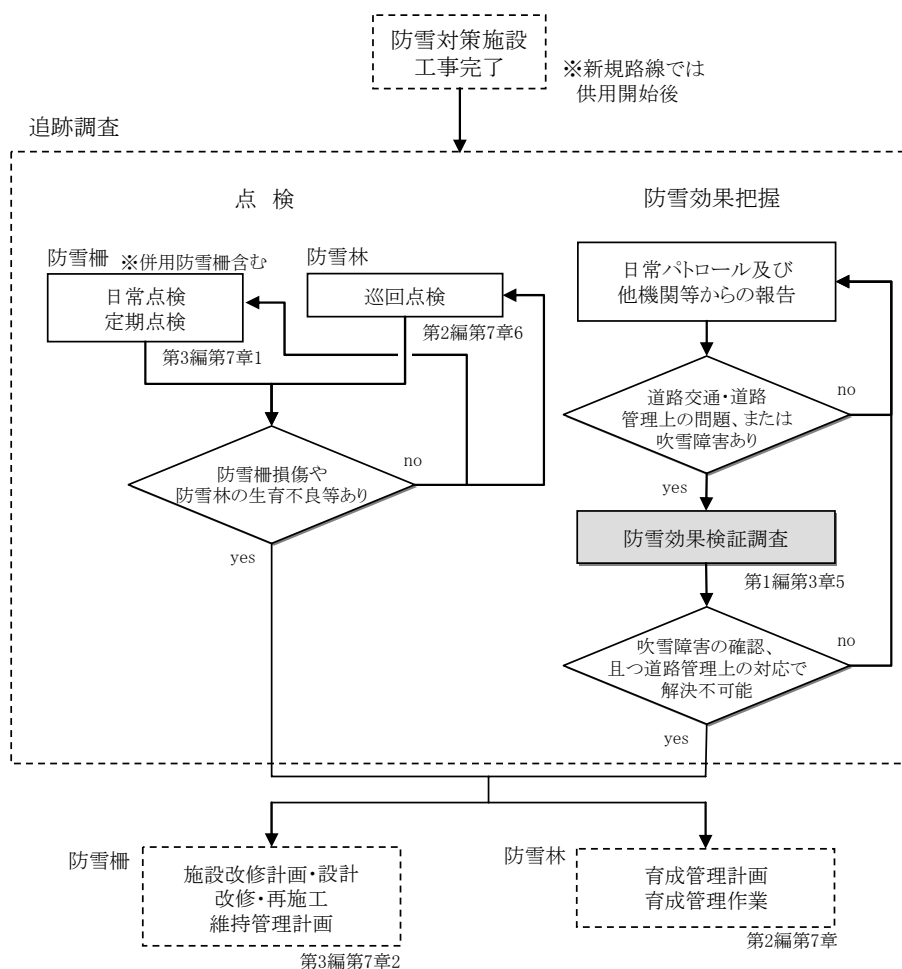 防雪対策施設
工事完了
※新規路線では
供用開始後
追跡調査
点 検
防雪効果把握
防雪柵
※併用防雪柵含む
日常点検
定期点検
第3編第7章1
防雪林
巡回点検
第2編第7章6
日常パトロール及び
他機関等からの報告
道路交通・道路
管理上の問題、または
吹雪障害あり
no
yes
防雪柵損傷や
防雪林の生育不良等あり
no
yes
防雪効果検証調査
第1編第3章5
吹雪障害の確認、
且つ道路管理上の対応で
解決不可能
no
yes
防雪柵
施設改修計画・設計
改修・再施工
維持管理計画
第3編第7章2
防雪林
育成管理計画
育成管理作業
第2編第7章